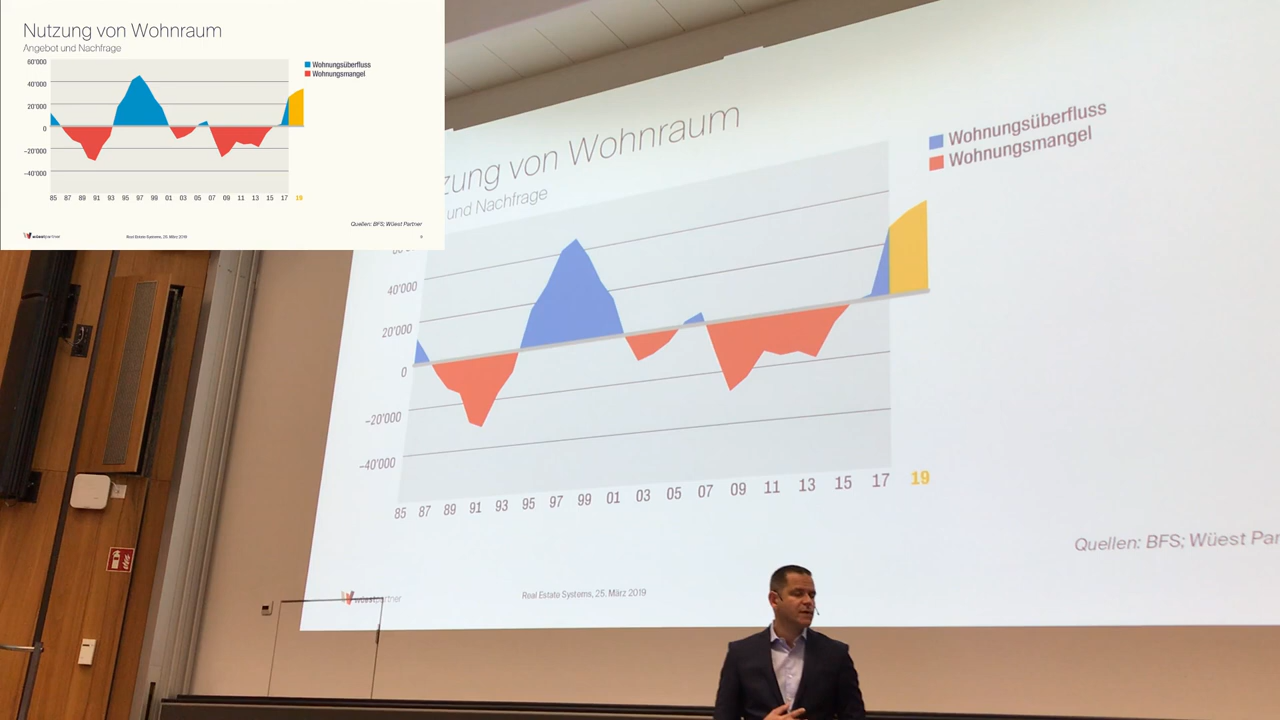 Nutzung von Wohnraum
Angebot und Nachfrage
Wohnungsüberfluss
Wohnungsmangel
60'000
40'000
20'000
0
–20'000
–40'000
85 87 89 91 93 95 97 99 01 03 05 07 09 11 13 15 17 19
Quellen: BFS; Wüest Partner
wüestpartner
Real Estate Systems, 25. März 2019
zung von Wohnraum
und Nachfrage
Wohnungsüberfluss
Wohnungsmangel
40'000
20'000
0
–20'000
–40'000
85 87 89 91 93 95 97 99 01 03 05 07 09 11 13 15 17 19
Quellen: BFS; Wüest Par
wüestpartner
Real Estate Systems, 25. März 2019